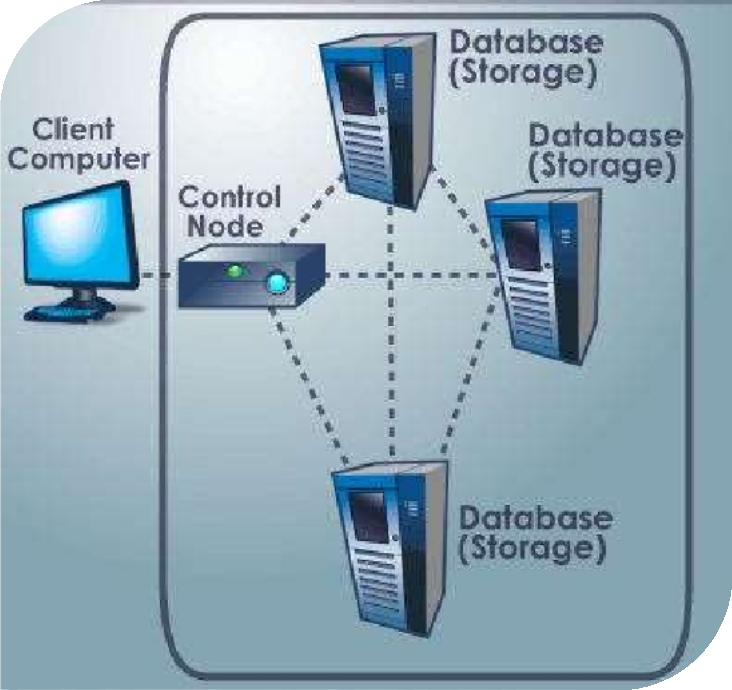 Database
(Storage)
Client
Computer
Database
(Storage)
Control
Node
Database
(Storage)